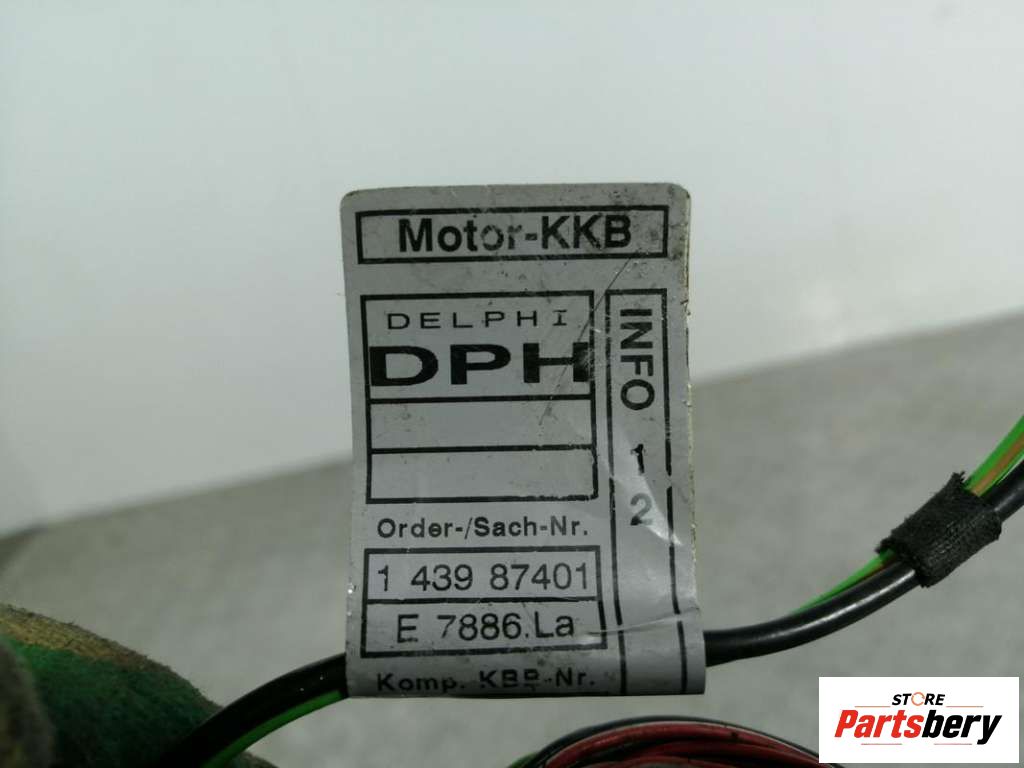 Motor-KKB
DELPHI
DPH
INFO 1 2
Order-/Sach-Nr.
1 439 87401
E 7886.La
Komp. KBB-Nr.
STORE
Partsbery